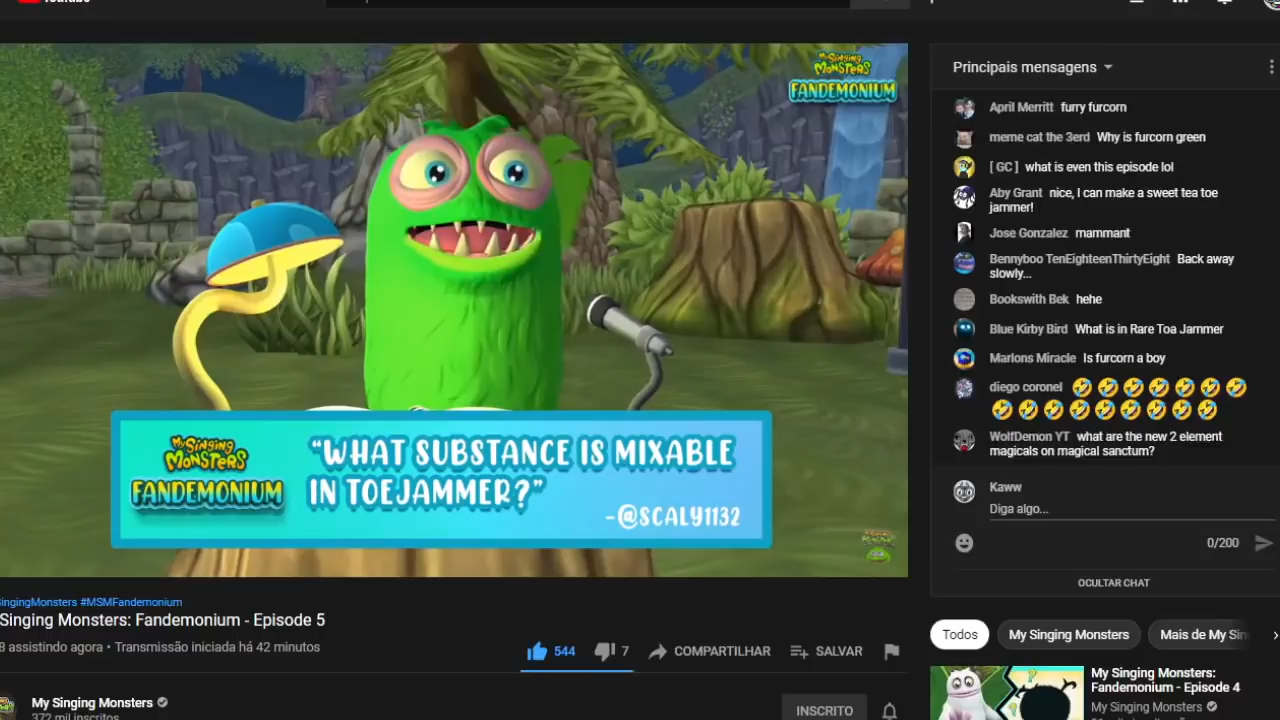 YouTube
My Singing
Monsters
FANDEMONIUM
My Singing
Monsters
FANDEMONIUM
“WHAT SUBSTANCE IS MIXABLE
IN TOEJAMMER?”
-@SCALY1132
SingingMonsters #MSMFandemonium
Singing Monsters: Fandemonium - Episode 5
8 assistindo agora • Transmissão iniciada há 42 minutos
544
7
COMPARTILHAR
SALVAR
My Singing Monsters
372 mil inscritos
INSCRITO
Principais mensagens
April Merritt furry furcorn
meme cat the 3erd Why is furcorn green
[ GC ] what is even this episode lol
Aby Grant nice, I can make a sweet tea toe
jammer!
Jose Gonzalez mammant
Bennyboo TenEighteenThirtyEight Back away
slowly...
Bookswith Bek hehe
Blue Kirby Bird What is in Rare Toa Jammer
Marlons Miracle Is furcorn a boy
diego coronel 🤣🤣🤣🤣🤣🤣🤣
🤣🤣🤣🤣🤣🤣🤣🤣🤣
WolfDemon YT what are the new 2 element
magicals on magical sanctum?
Kaww
Diga algo...
0/200
OCULTAR CHAT
Todos
My Singing Monsters
Mais de My Sin
My Singing Monsters:
Fandemonium - Episode 4
My Singing Monsters